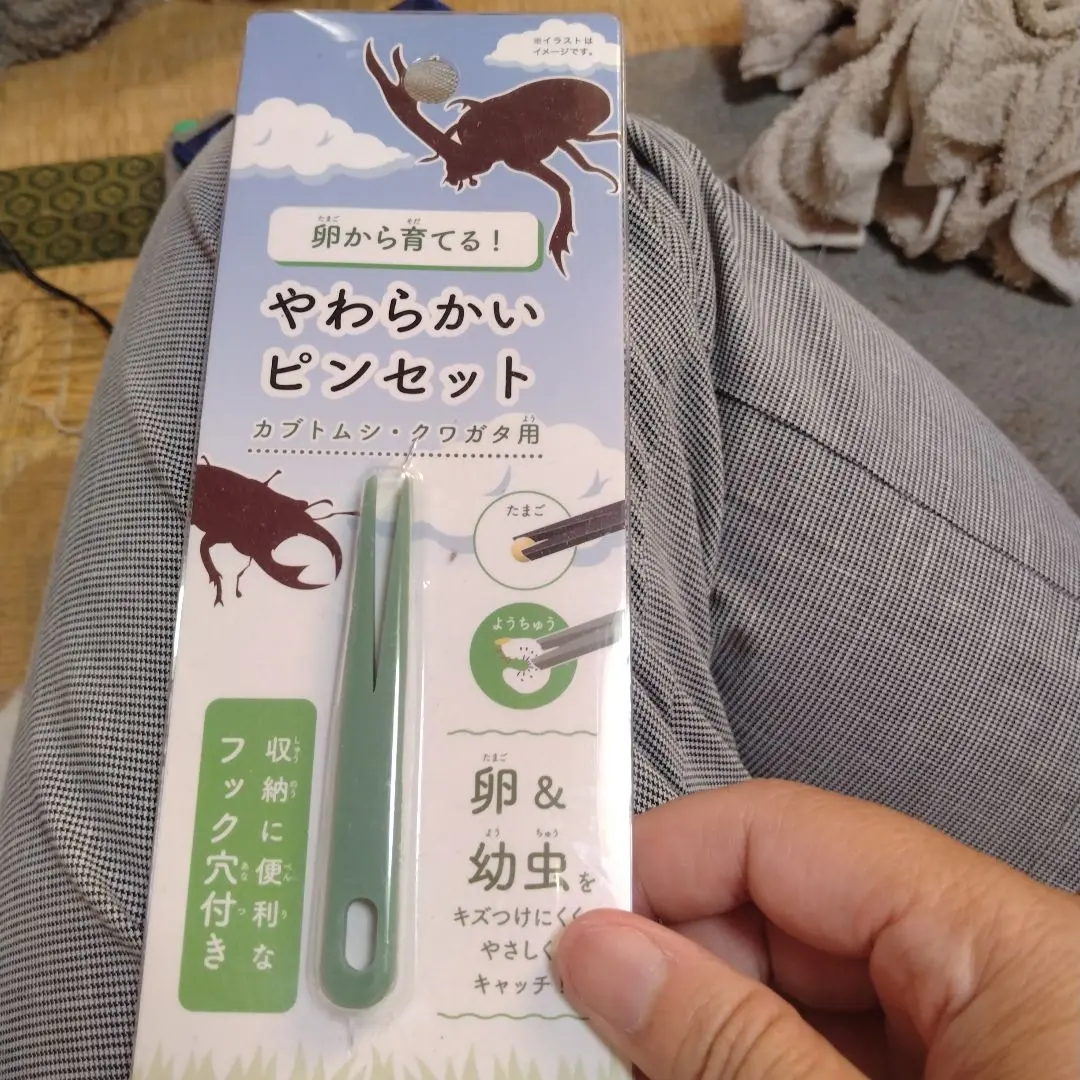 ※イラストは
イメージです。
卵から育てる！
やわらかい
ピンセット
カブトムシ・クワガタ用
たまご
ようちゅう
収納に便利な
フック穴付き
卵&
幼虫を
キズつけにくく
やさしく
キャッチ！